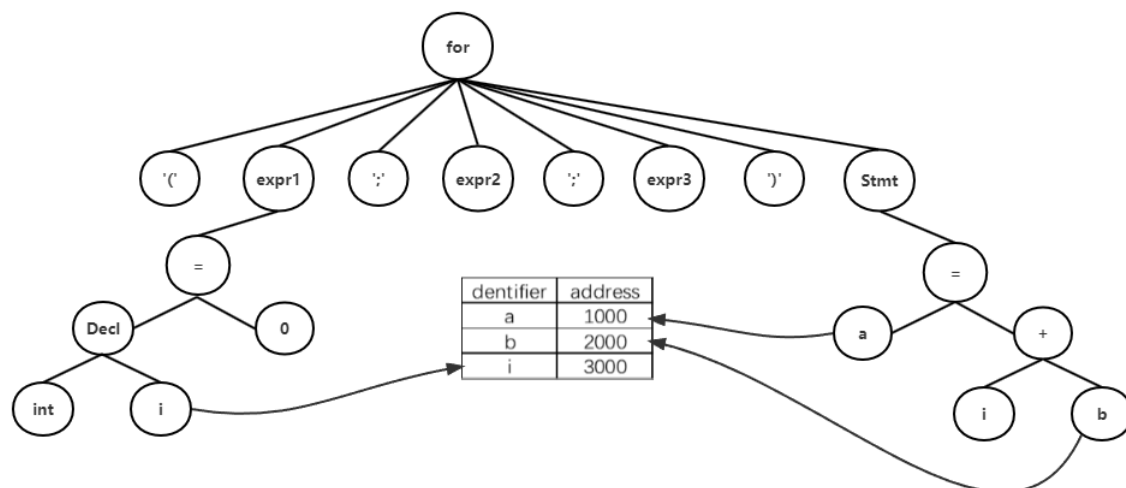 for
'('
expr1
';'
expr2
';'
expr3
')'
Stmt
=
=
dentifier address
a 1000
b 2000
i 3000
Decl
0
a
+
int
i
i
b